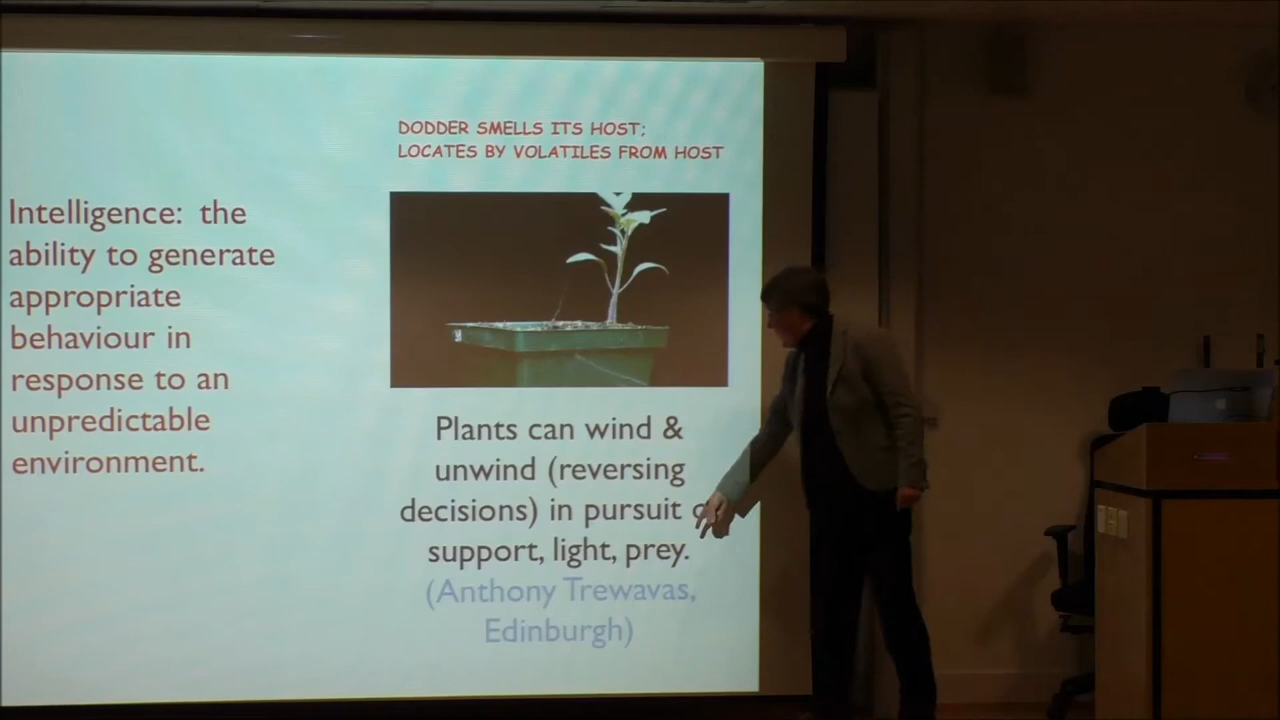 DODDER SMELLS ITS HOST;
LOCATES BY VOLATILES FROM HOST
Intelligence: the
ability to generate
appropriate
behaviour in
response to an
unpredictable
environment.
Plants can wind &
unwind (reversing
decisions) in pursuit
support, light, prey.
(Anthony Trewavas,
Edinburgh)